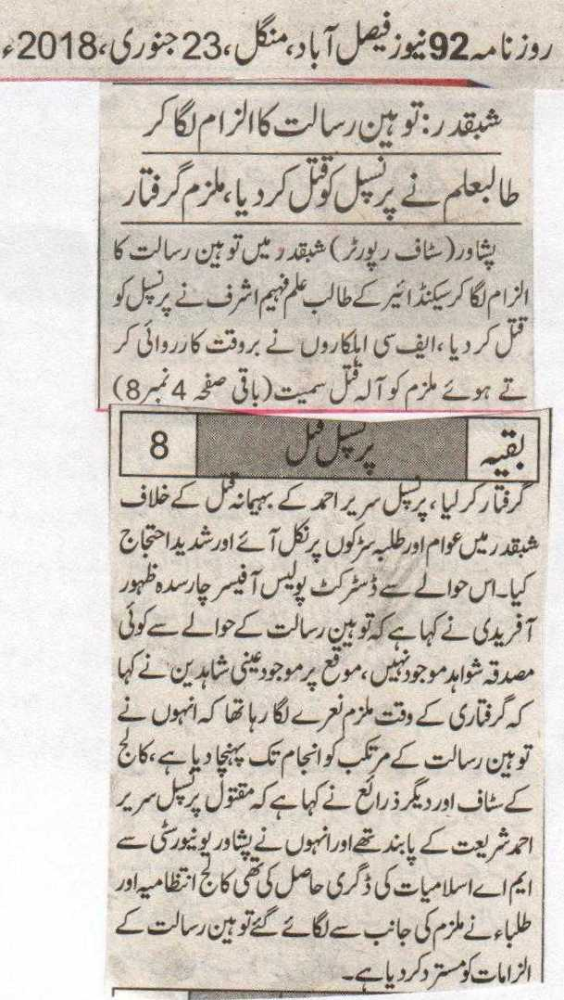 روزنامہ 92 نیوز فیصل آباد، منگل، 23 جنوری، 2018ء
شبقدر: توہین رسالت کا الزام لگا کر
طالبعلم نے پرنسپل کو قتل کر دیا، ملزم گرفتار
پشاور (سٹاف رپورٹر) شبقدر میں توہین رسالت کا
الزام لگا کر سیکنڈ ائیر کے طالب علم فہیم اشرف نے پرنسپل کو
قتل کر دیا، ایف سی اہلکاروں نے بروقت کارروائی کر
تے ہوئے ملزم کو آلہ قتل سمیت (باقی صفحہ 4 نمبر 8)
بقیہ پرنسپل قتل 8
گرفتار کر لیا، پرنسپل سریر احمد کے بہیمانہ قتل کے خلاف
شبقدر میں عوام اور طلبہ سڑکوں پر نکل آئے اور شدید احتجاج
کیا۔ اس حوالے سے ڈسٹرکٹ پولیس آفیسر چارسدہ ظہور
آفریدی نے کہا ہے کہ توہین رسالت کے حوالے سے کوئی
مصدقہ شواہد موجود نہیں، موقع پر موجود عینی شاہدین نے کہا
کہ گرفتاری کے وقت ملزم نعرے لگا رہا تھا کہ انہوں نے
توہین رسالت کے مرتکب کو انجام تک پہنچا دیا ہے، کالج
کے سٹاف اور دیگر ذرائع نے کہا ہے کہ مقتول پرنسپل سریر
احمد شریعت کے پابند تھے اور انہوں نے پشاور یونیورسٹی سے
ایم اے اسلامیات کی ڈگری حاصل کی تھی کالج انتظامیہ اور
طلباء نے ملزم کی جانب سے لگائے گئے توہین رسالت کے
الزامات کو مسترد کر دیا ہے۔